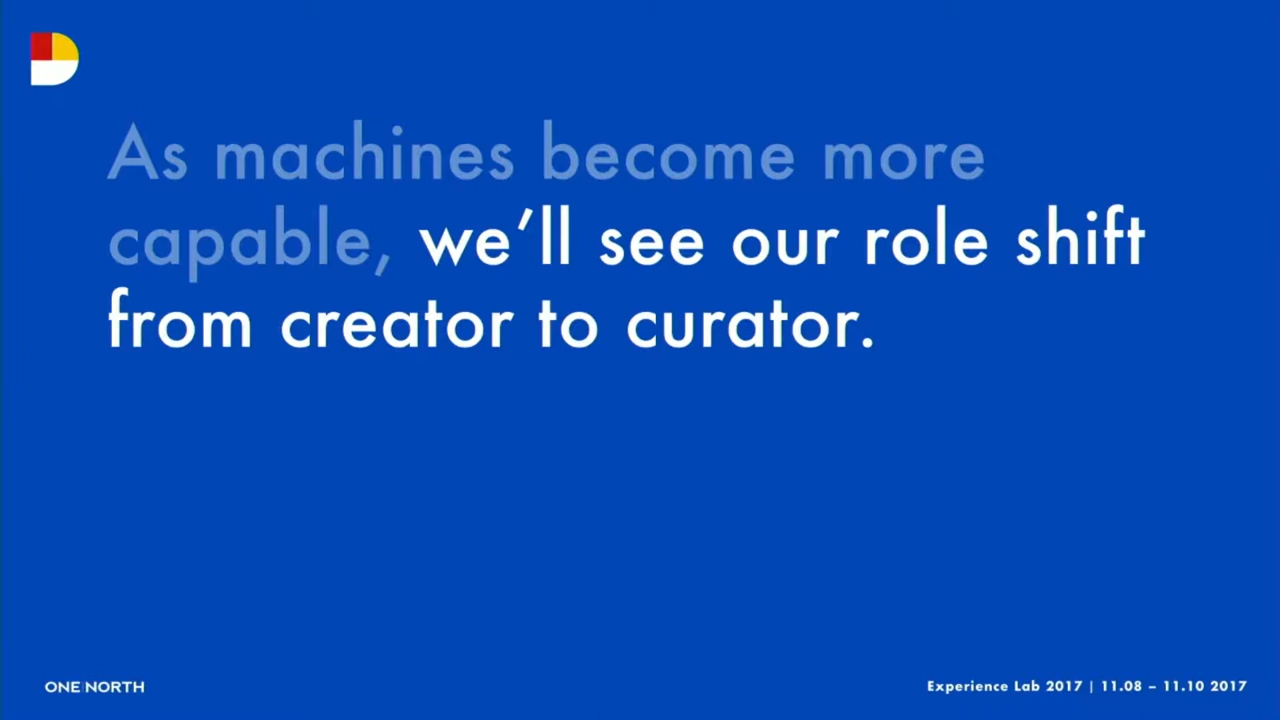 As machines become more
capable, we’ll see our role shift
from creator to curator.
ONE NORTH
Experience Lab 2017 | 11.08 – 11.10 2017